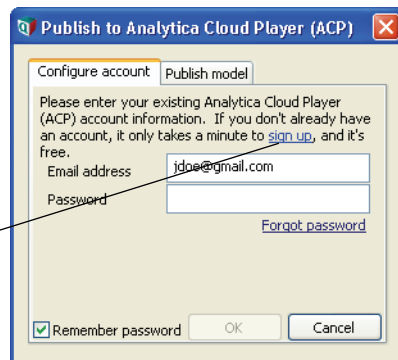 Publish to Analytica Cloud Player (ACP)
Configure account
Publish model
Please enter your existing Analytica Cloud Player
(ACP) account information. If you don't already have
an account, it only takes a minute to sign up, and it's
free.
Email address
jdoe@gmail.com
Password
Forgot password
Remember password
OK
Cancel